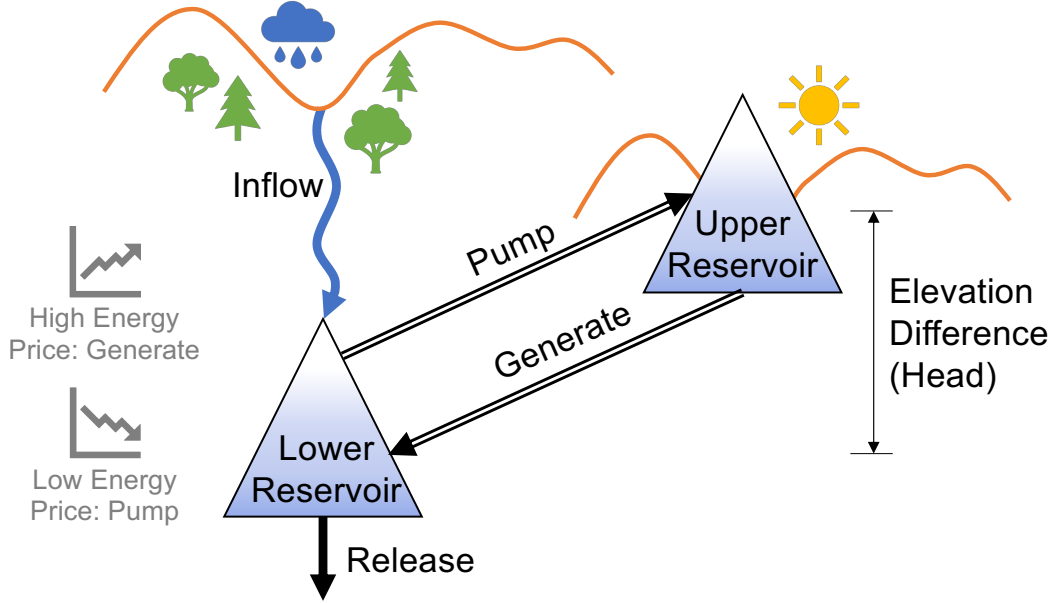 Inflow
Pump
Upper
Reservoir
Generate
Elevation
Difference
(Head)
High Energy
Price: Generate
Low Energy
Price: Pump
Lower
Reservoir
Release